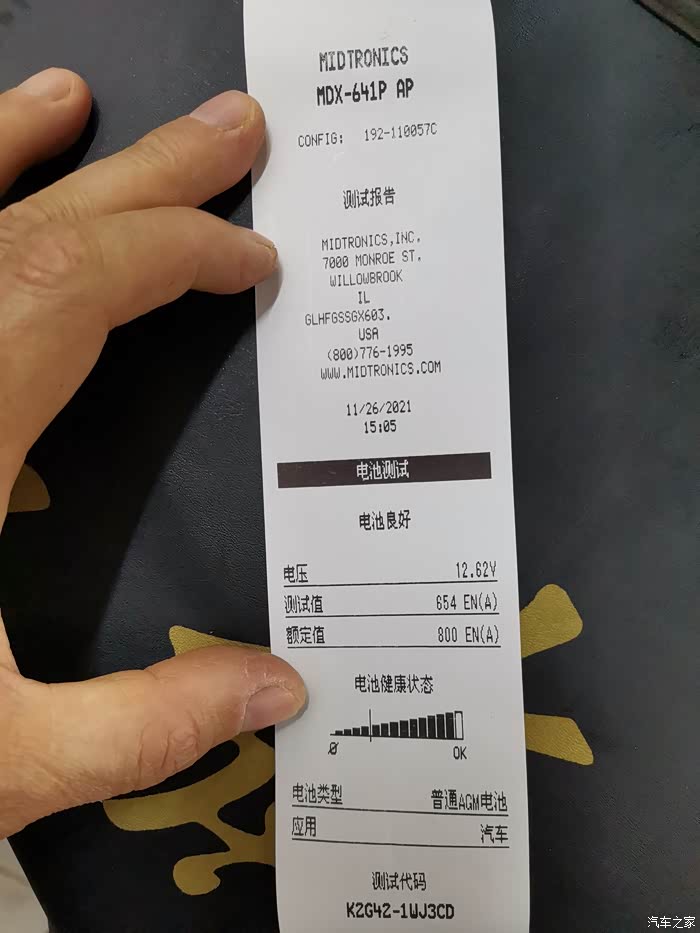 MIDTRONICS
MDX-641P AP
CONFIG: 192-110057C
测试报告
MIDTRONICS,INC.
7000 MONROE ST.
WILLOWBROOK
IL
GLHFGSSGX603.
USA
(800)776-1995
WWW.MIDTRONICS.COM
11/26/2021
15:05
电池测试
电池良好
电压 12.62V
测试值 654 EN(A)
额定值 800 EN(A)
电池健康状态
0 OK
电池类型 普通AGM电池
应用 汽车
测试代码
K2G42-1WJ3CD
汽车之家